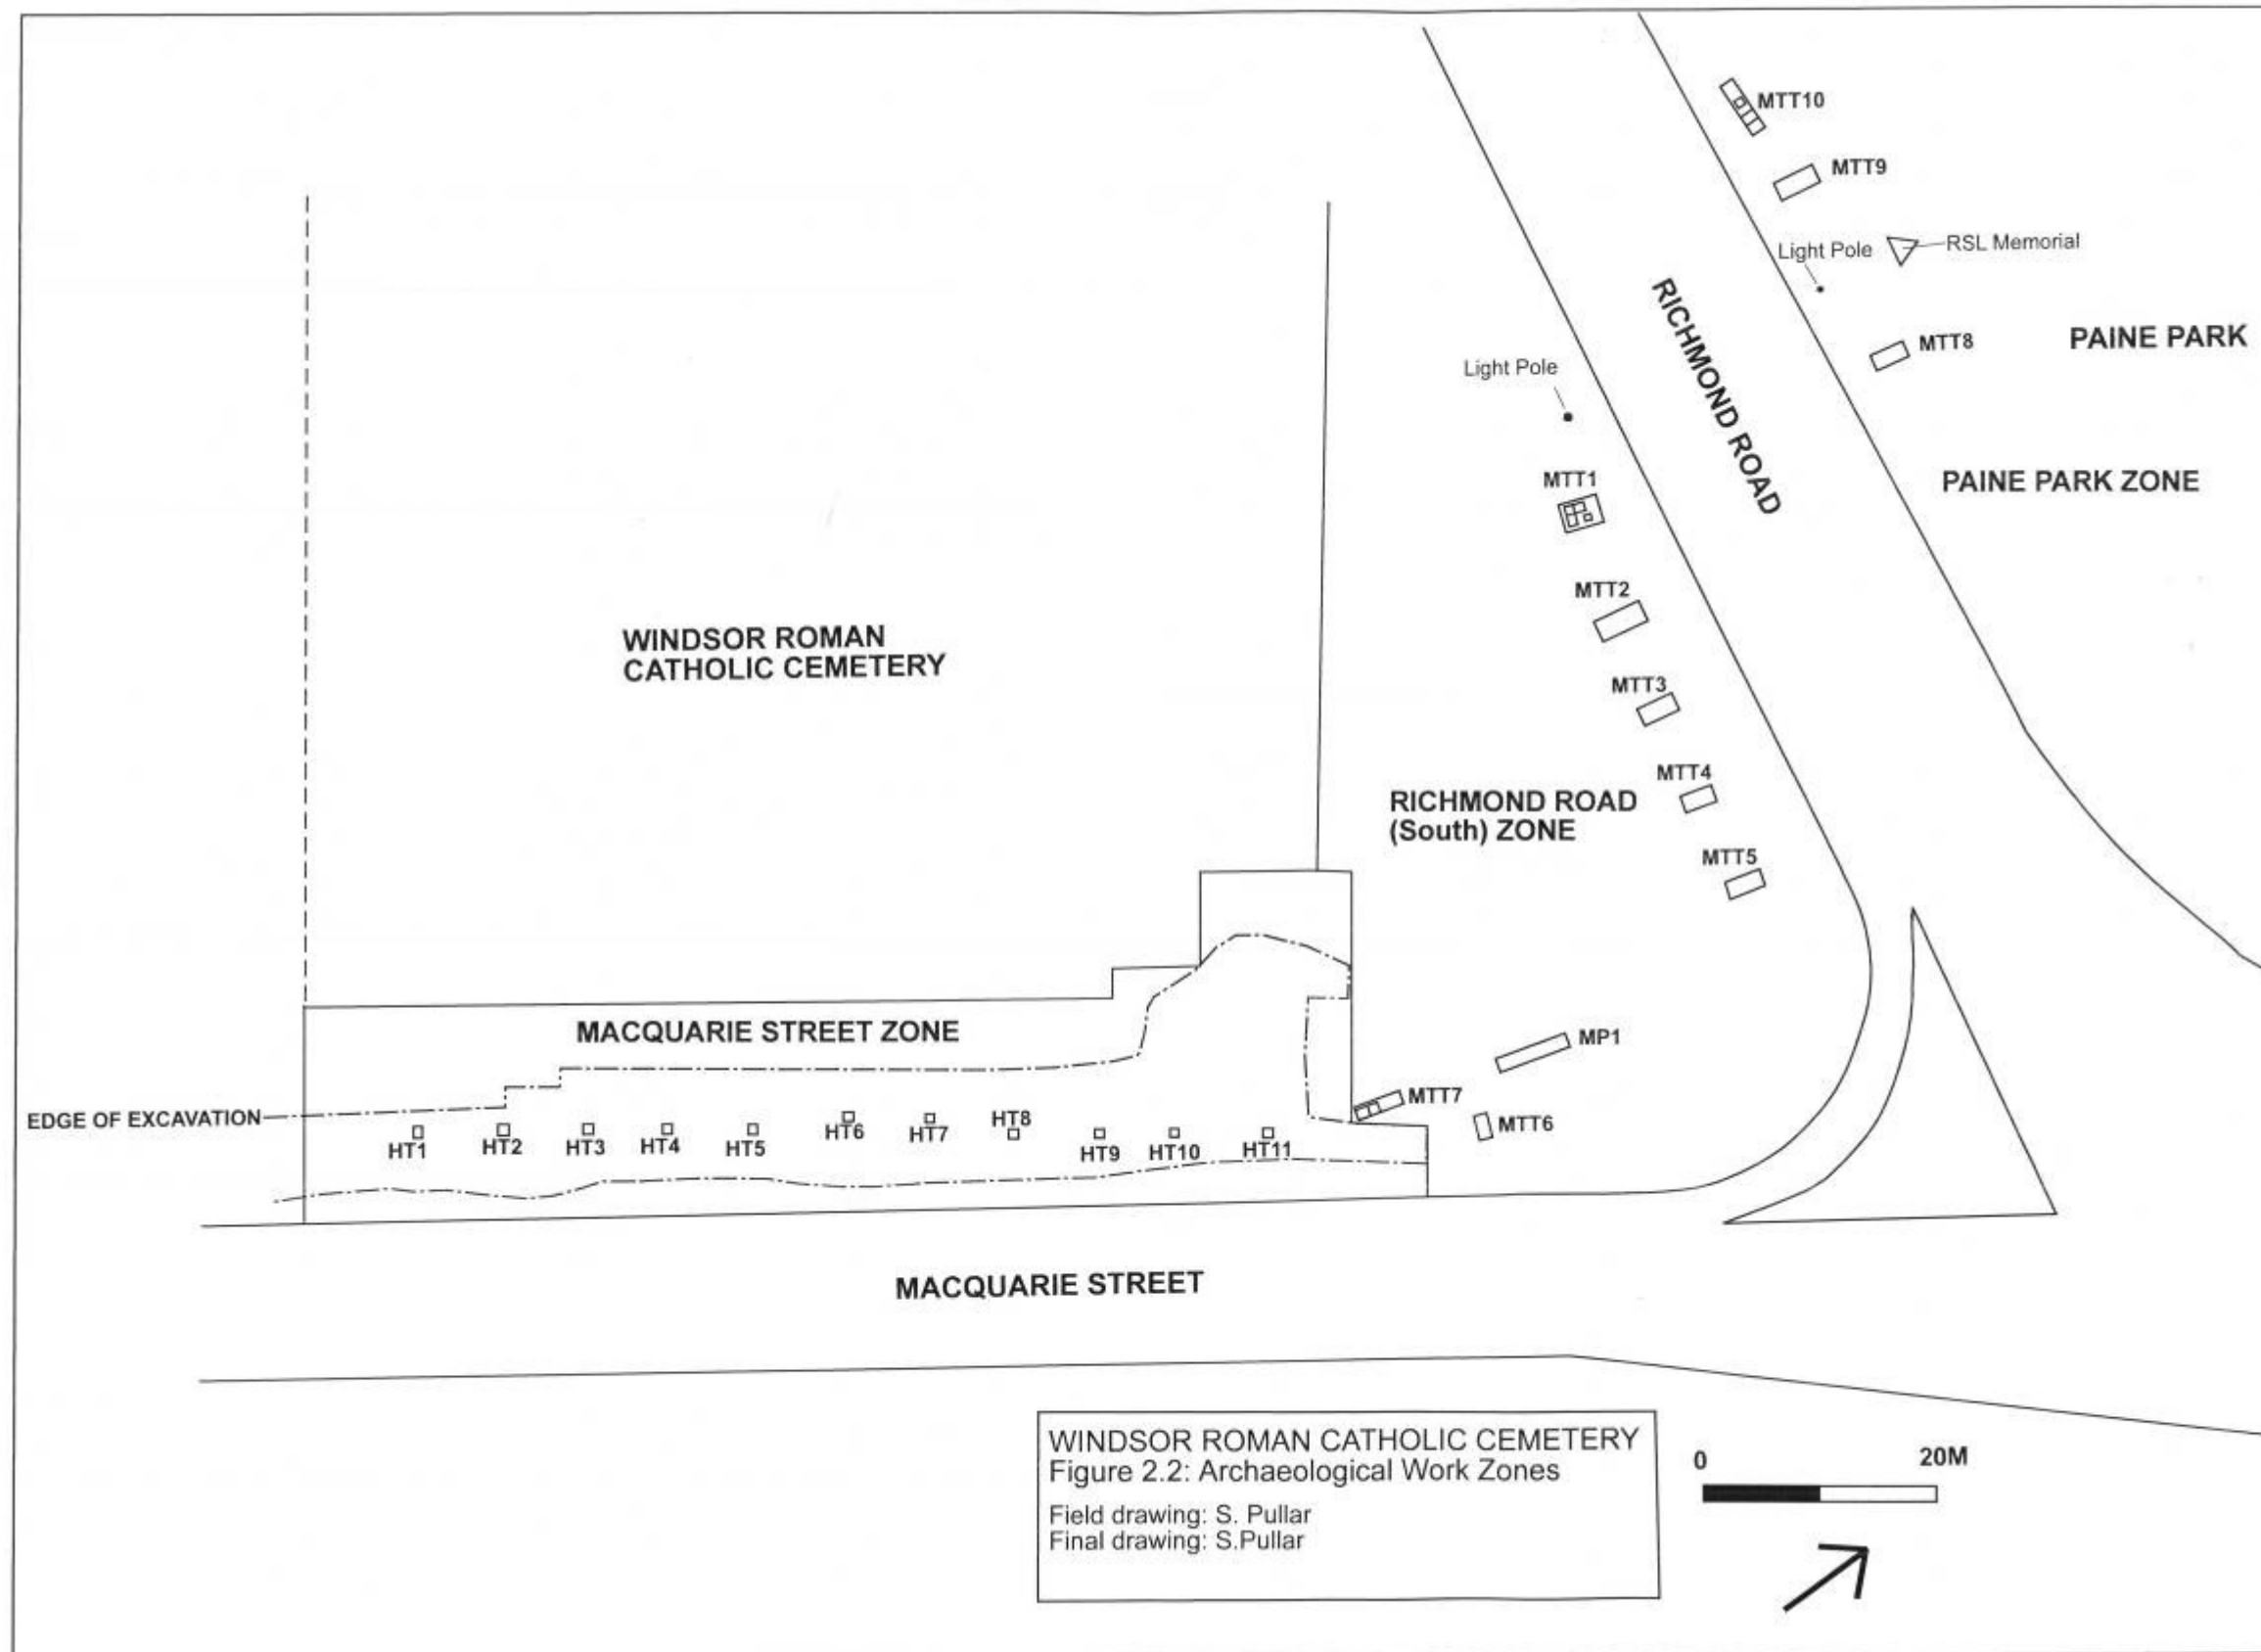 MTT10
MTT9
Light Pole
RSL Memorial
MTT8
PAINE PARK
RICHMOND ROAD
Light Pole
PAINE PARK ZONE
MTT1
MTT2
WINDSOR ROMAN
CATHOLIC CEMETERY
MTT3
MTT4
RICHMOND ROAD
(South) ZONE
MTT5
MACQUARIE STREET ZONE
MP1
MTT7
MTT6
EDGE OF EXCAVATION
HT1
HT2
HT3
HT4
HT5
HT6
HT7
HT8
HT9
HT10
HT11
MACQUARIE STREET
WINDSOR ROMAN CATHOLIC CEMETERY
Figure 2.2: Archaeological Work Zones
Field drawing: S. Pullar
Final drawing: S.Pullar
0
20M